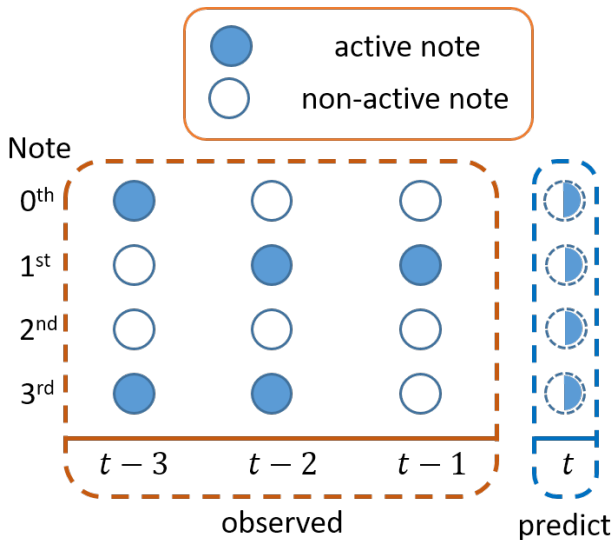 active note
non-active note
Note
0th
1st
2nd
3rd
t − 3 t − 2 t − 1 t
observed
predict